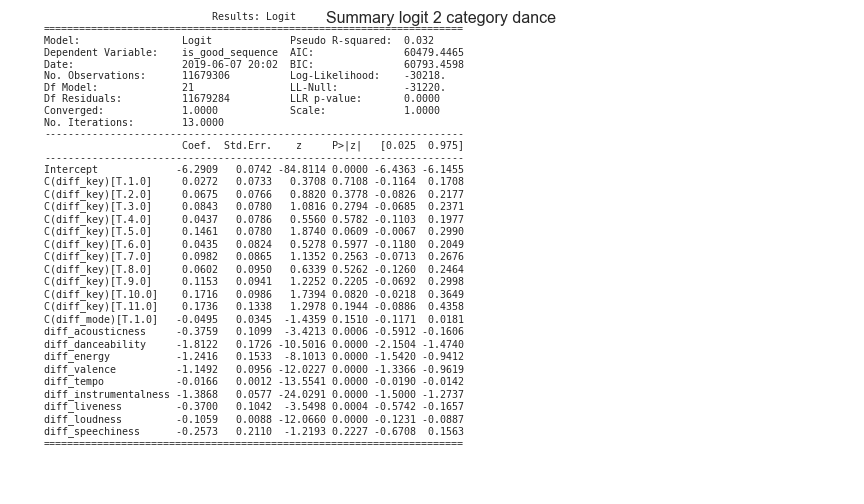 Results: Logit Summary logit 2 category dance
======================================================================
Model: Logit Pseudo R-squared: 0.032
Dependent Variable: is_good_sequence AIC: 60479.4465
Date: 2019-06-07 20:02 BIC: 60793.4598
No. Observations: 11679306 Log-Likelihood: -30218.
Df Model: 21 LL-Null: -31220.
Df Residuals: 11679284 LLR p-value: 0.0000
Converged: 1.0000 Scale: 1.0000
No. Iterations: 13.0000
----------------------------------------------------------------------
Coef. Std.Err. z P>|z| [0.025 0.975]
----------------------------------------------------------------------
Intercept -6.2909 0.0742 -84.8114 0.0000 -6.4363 -6.1455
C(diff_key)[T.1.0] 0.0272 0.0733 0.3708 0.7108 -0.1164 0.1708
C(diff_key)[T.2.0] 0.0675 0.0766 0.8820 0.3778 -0.0826 0.2177
C(diff_key)[T.3.0] 0.0843 0.0780 1.0816 0.2794 -0.0685 0.2371
C(diff_key)[T.4.0] 0.0437 0.0786 0.5560 0.5782 -0.1103 0.1977
C(diff_key)[T.5.0] 0.1461 0.0780 1.8740 0.0609 -0.0067 0.2990
C(diff_key)[T.6.0] 0.0435 0.0824 0.5278 0.5977 -0.1180 0.2049
C(diff_key)[T.7.0] 0.0982 0.0865 1.1352 0.2563 -0.0713 0.2676
C(diff_key)[T.8.0] 0.0602 0.0950 0.6339 0.5262 -0.1260 0.2464
C(diff_key)[T.9.0] 0.1153 0.0941 1.2252 0.2205 -0.0692 0.2998
C(diff_key)[T.10.0] 0.1716 0.0986 1.7394 0.0820 -0.0218 0.3649
C(diff_key)[T.11.0] 0.1736 0.1338 1.2978 0.1944 -0.0886 0.4358
C(diff_mode)[T.1.0] -0.0495 0.0345 -1.4359 0.1510 -0.1171 0.0181
diff_acousticness -0.3759 0.1099 -3.4213 0.0006 -0.5912 -0.1606
diff_danceability -1.8122 0.1726 -10.5016 0.0000 -2.1504 -1.4740
diff_energy -1.2416 0.1533 -8.1013 0.0000 -1.5420 -0.9412
diff_valence -1.1492 0.0956 -12.0227 0.0000 -1.3366 -0.9619
diff_tempo -0.0166 0.0012 -13.5541 0.0000 -0.0190 -0.0142
diff_instrumentalness -1.3868 0.0577 -24.0291 0.0000 -1.5000 -1.2737
diff_liveness -0.3700 0.1042 -3.5498 0.0004 -0.5742 -0.1657
diff_loudness -0.1059 0.0088 -12.0660 0.0000 -0.1231 -0.0887
diff_speechiness -0.2573 0.2110 -1.2193 0.2227 -0.6708 0.1563
======================================================================